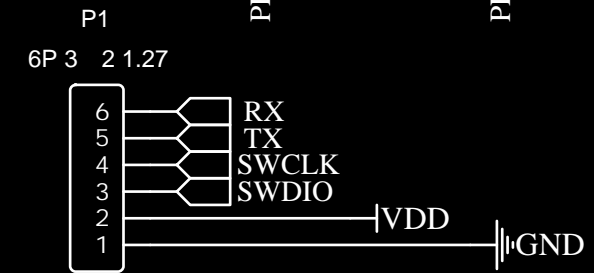 P1
6P 3 2 1.27
6 RX
5 TX
4 SWCLK
3 SWDIO
2 VDD
1 GND